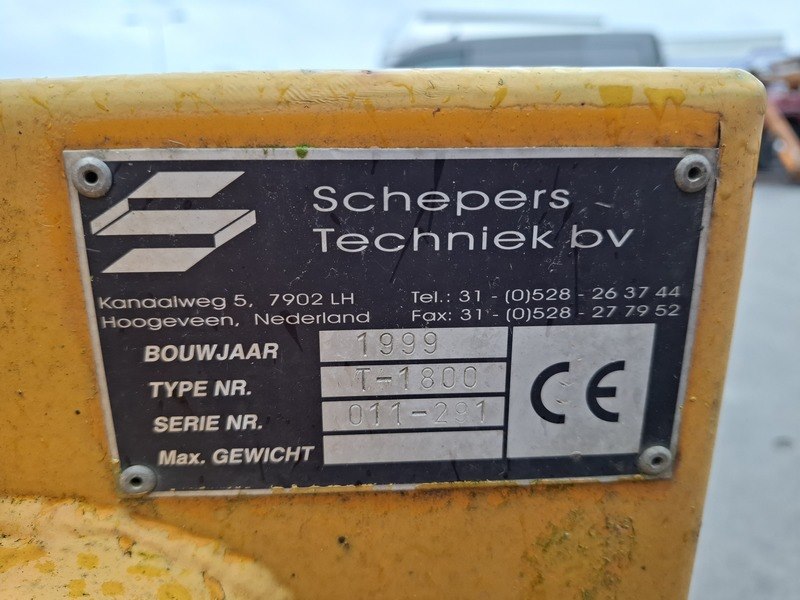 Schepers
Techniek bv
Kanaalweg 5, 7902 LH
Hoogeveen, Nederland
Tel.: 31 - (0)528 - 26 37 44
Fax: 31 - (0)528 - 27 79 52
BOUWJAAR 1999
TYPE NR. T-1800
SERIE NR. 011-291
Max. GEWICHT
CE